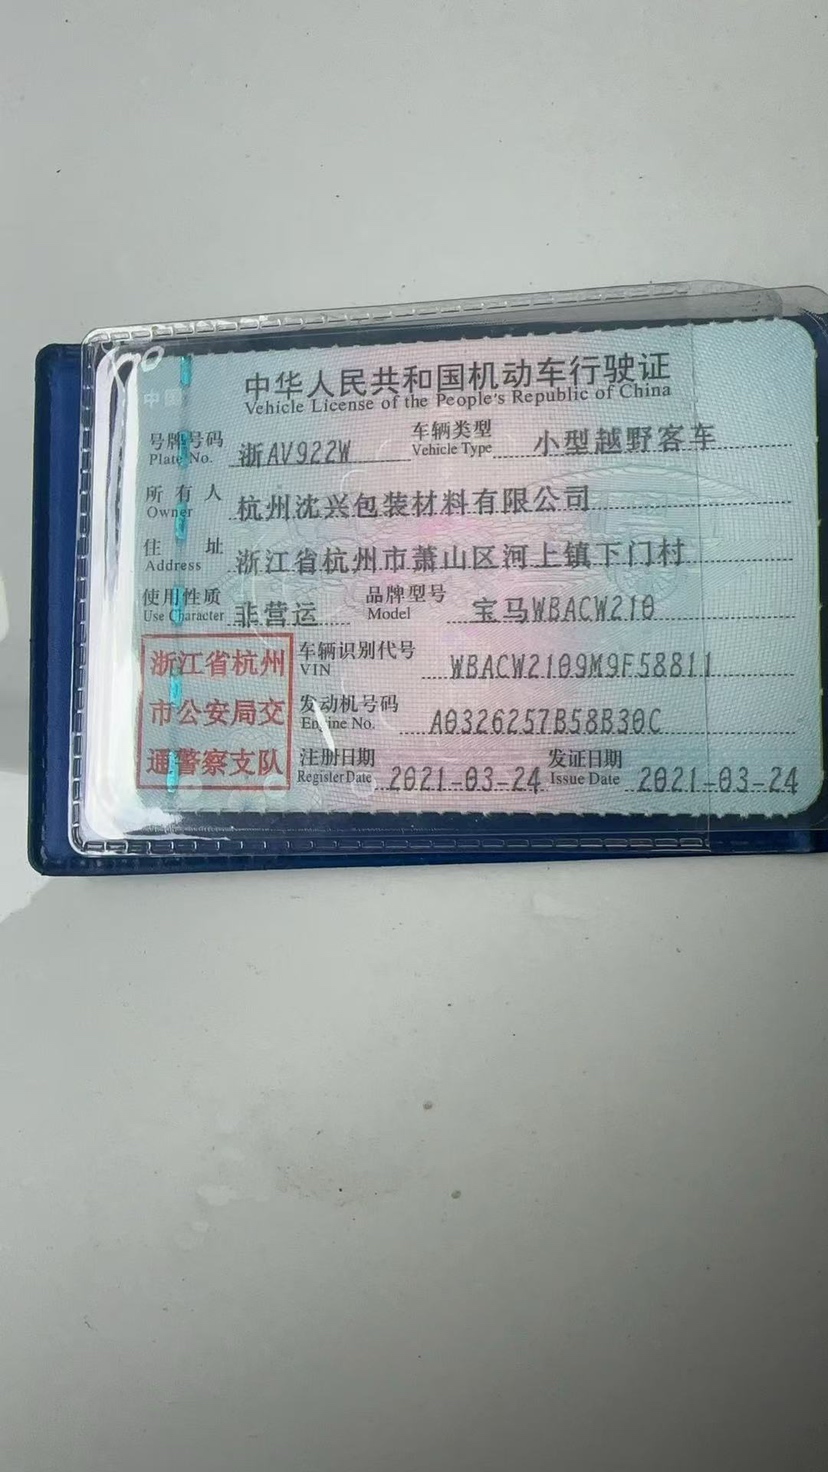 中国
中华人民共和国机动车行驶证
Vehicle License of the People's Republic of China
号牌号码 浙AV922W 车辆类型 小型越野客车
Plate No. Vehicle Type
所有人 杭州沈兴包装材料有限公司
Owner
住址 浙江省杭州市萧山区河上镇下门村
Address
使用性质 非营运 品牌型号 宝马WBACW210
Use Character Model
浙江省杭州
市公安局交
通警察支队
车辆识别代号 WBACW2109M9F58811
VIN
发动机号码 A0326257B58B30C
Engine No.
注册日期 2021-03-24 发证日期 2021-03-24
Register Date Issue Date